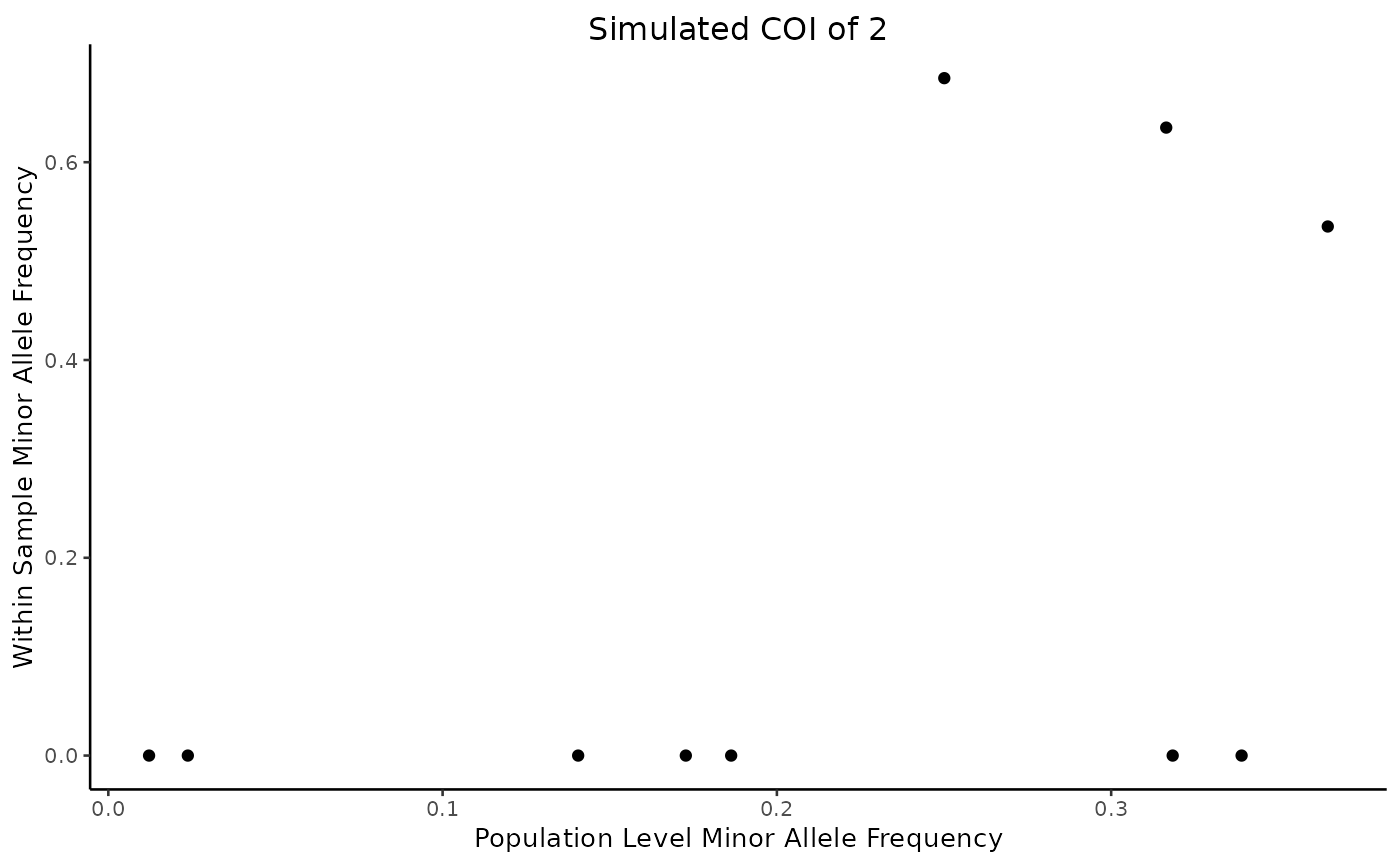 Simulated COI of 2
Within Sample Minor Allele Frequency
0.6
0.4
0.2
0.0
0.0 0.1 0.2 0.3
Population Level Minor Allele Frequency